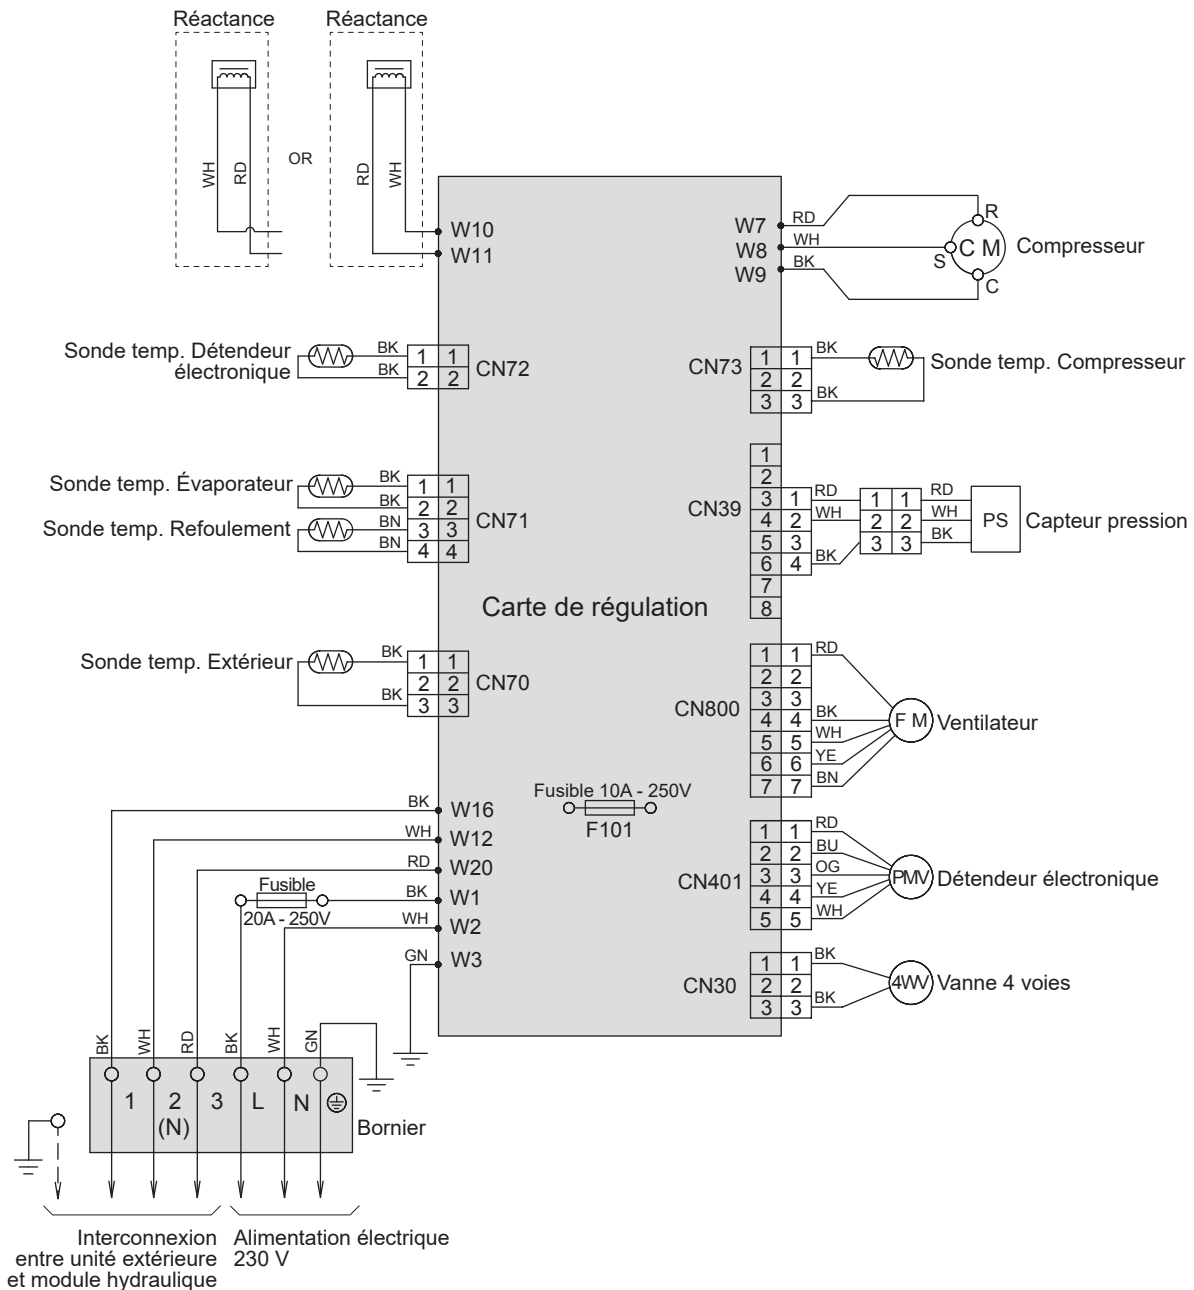 Réactance
Réactance
WH
RD
OR
RD
WH
W10
W11
W7
W8
W9
RD
WH
BK
R
S
C M
C
Compresseur
Sonde temp. Détendeur
électronique
BK
BK
1 1
2 2
CN72
CN73
1 1
2 2
3 3
BK
BK
Sonde temp. Compresseur
Sonde temp. Évaporateur
Sonde temp. Refoulement
BK
BK
BN
BN
1 1
2 2
3 3
4 4
CN71
CN39
1
2
3 1
4 2
5 3
6 4
7
8
RD
WH
BK
1 1
2 2
3 3
RD
WH
BK
PS
Capteur pression
Carte de régulation
Sonde temp. Extérieur
BK
BK
1 1
2 2
3 3
CN70
CN800
1 1
2 2
3 3
4 4
5 5
6 6
7 7
RD
BK
WH
YE
BN
F M
Ventilateur
Fusible 10A - 250V
F101
BK
W16
WH
W12
RD
W20
Fusible
20A - 250V
BK
W1
WH
W2
GN
W3
CN401
1 1
2 2
3 3
4 4
5 5
RD
BU
OG
YE
WH
PMV
Détendeur électronique
CN30
1 1
2 2
3 3
BK
BK
4WV
Vanne 4 voies
BK
WH
RD
BK
WH
GN
1
2
(N)
3
L
N
Bornier
Interconnexion
entre unité extérieure
et module hydraulique
Alimentation électrique
230 V